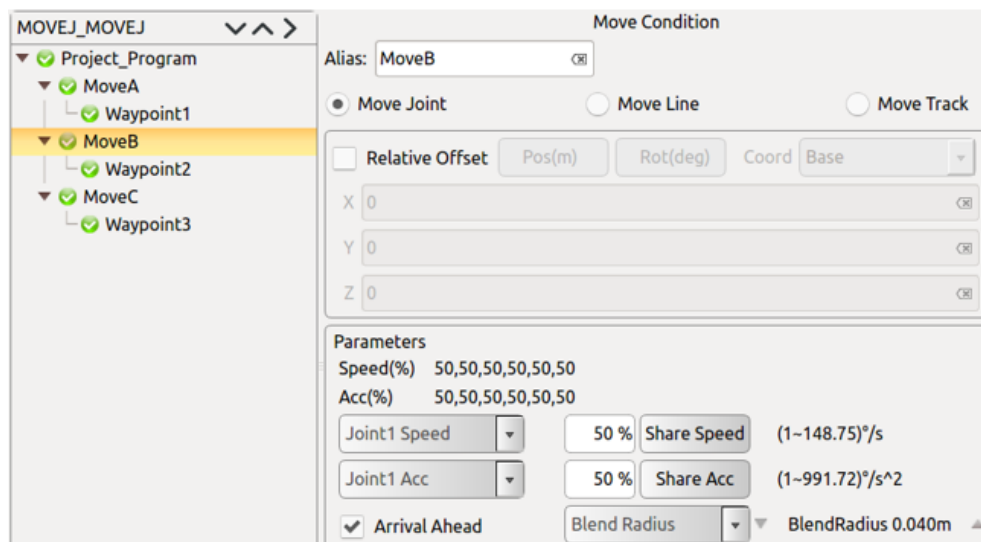 MOVEJ_MOVEJ
Project_Program
MoveA
Waypoint1
MoveB
Waypoint2
MoveC
Waypoint3
Move Condition
Alias: MoveB
Move Joint Move Line Move Track
Relative Offset Pos(m) Rot(deg) Coord Base
X 0
Y 0
Z 0
Parameters
Speed(%) 50,50,50,50,50,50
Acc(%) 50,50,50,50,50,50
Joint1 Speed 50 % Share Speed (1~148.75)°/s
Joint1 Acc 50 % Share Acc (1~991.72)°/s^2
Arrival Ahead Blend Radius BlendRadius 0.040m